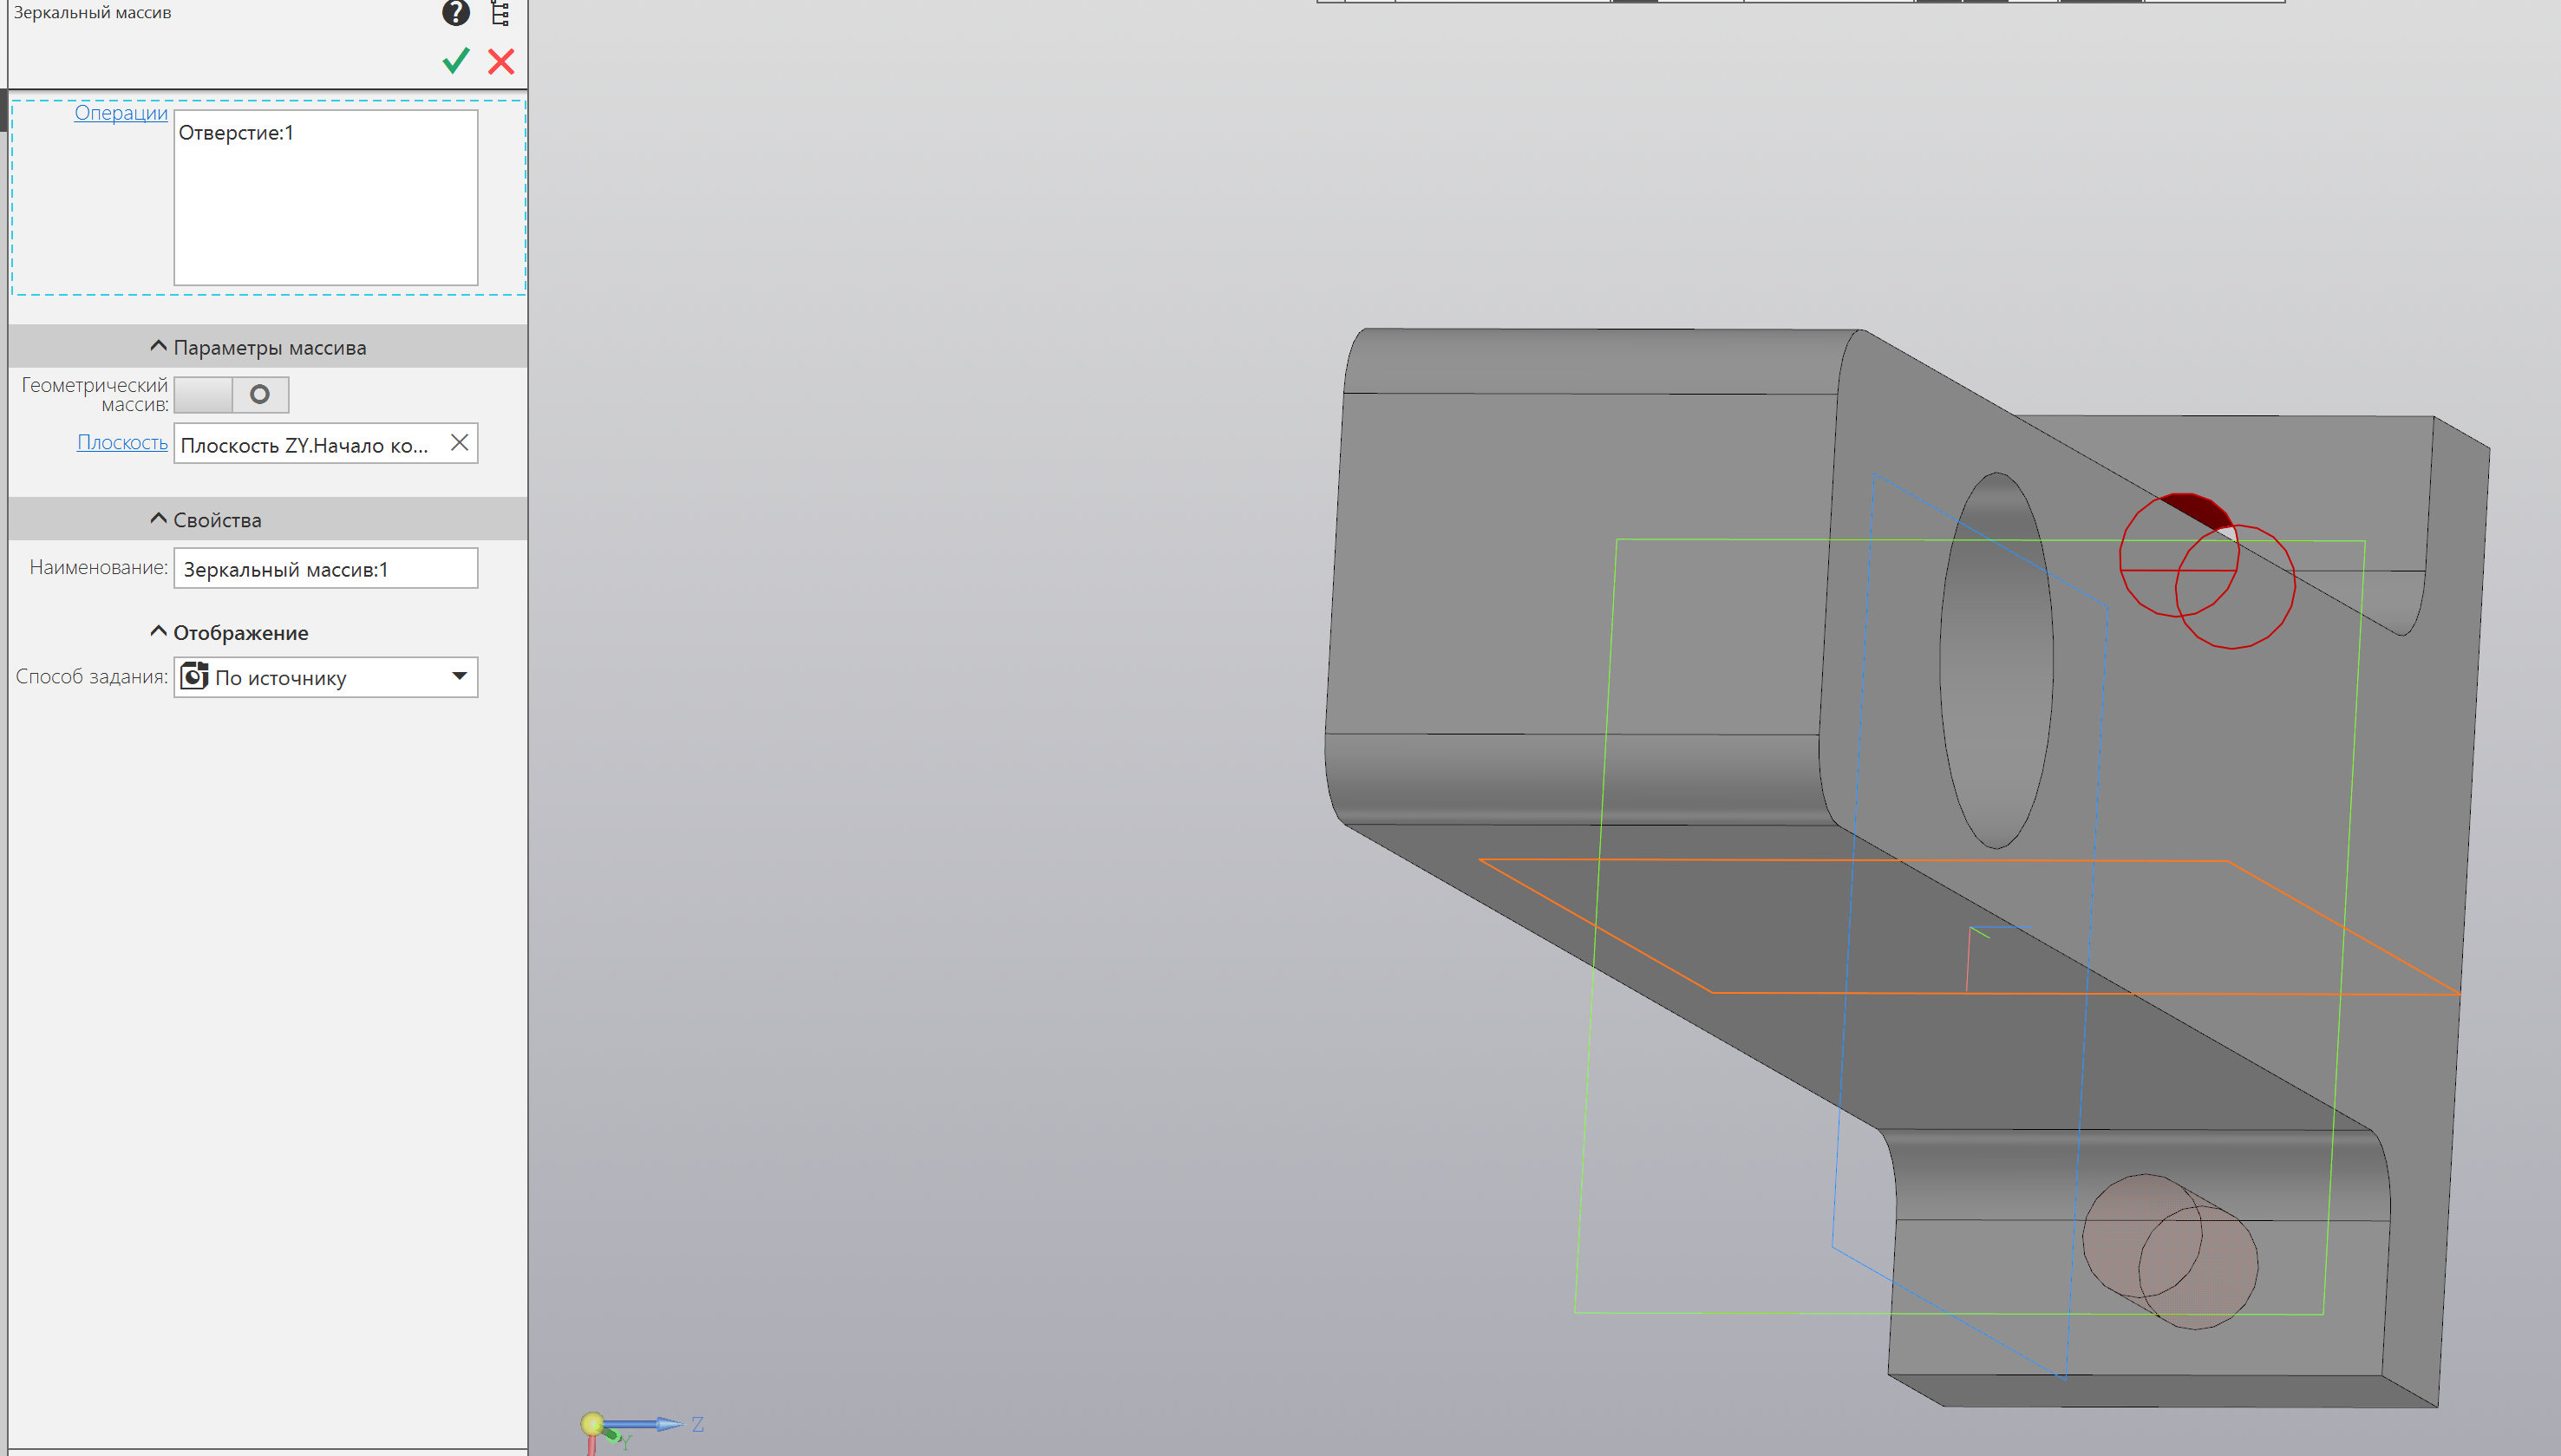 Зеркальный массив
?
Операции
Отверстие:1
Параметры массива
Геометрический
массив:
Плоскость
Плоскость ZY.Начало ко...
Свойства
Наименование:
Зеркальный массив:1
Отображение
Способ задания:
По источнику
Z
Y